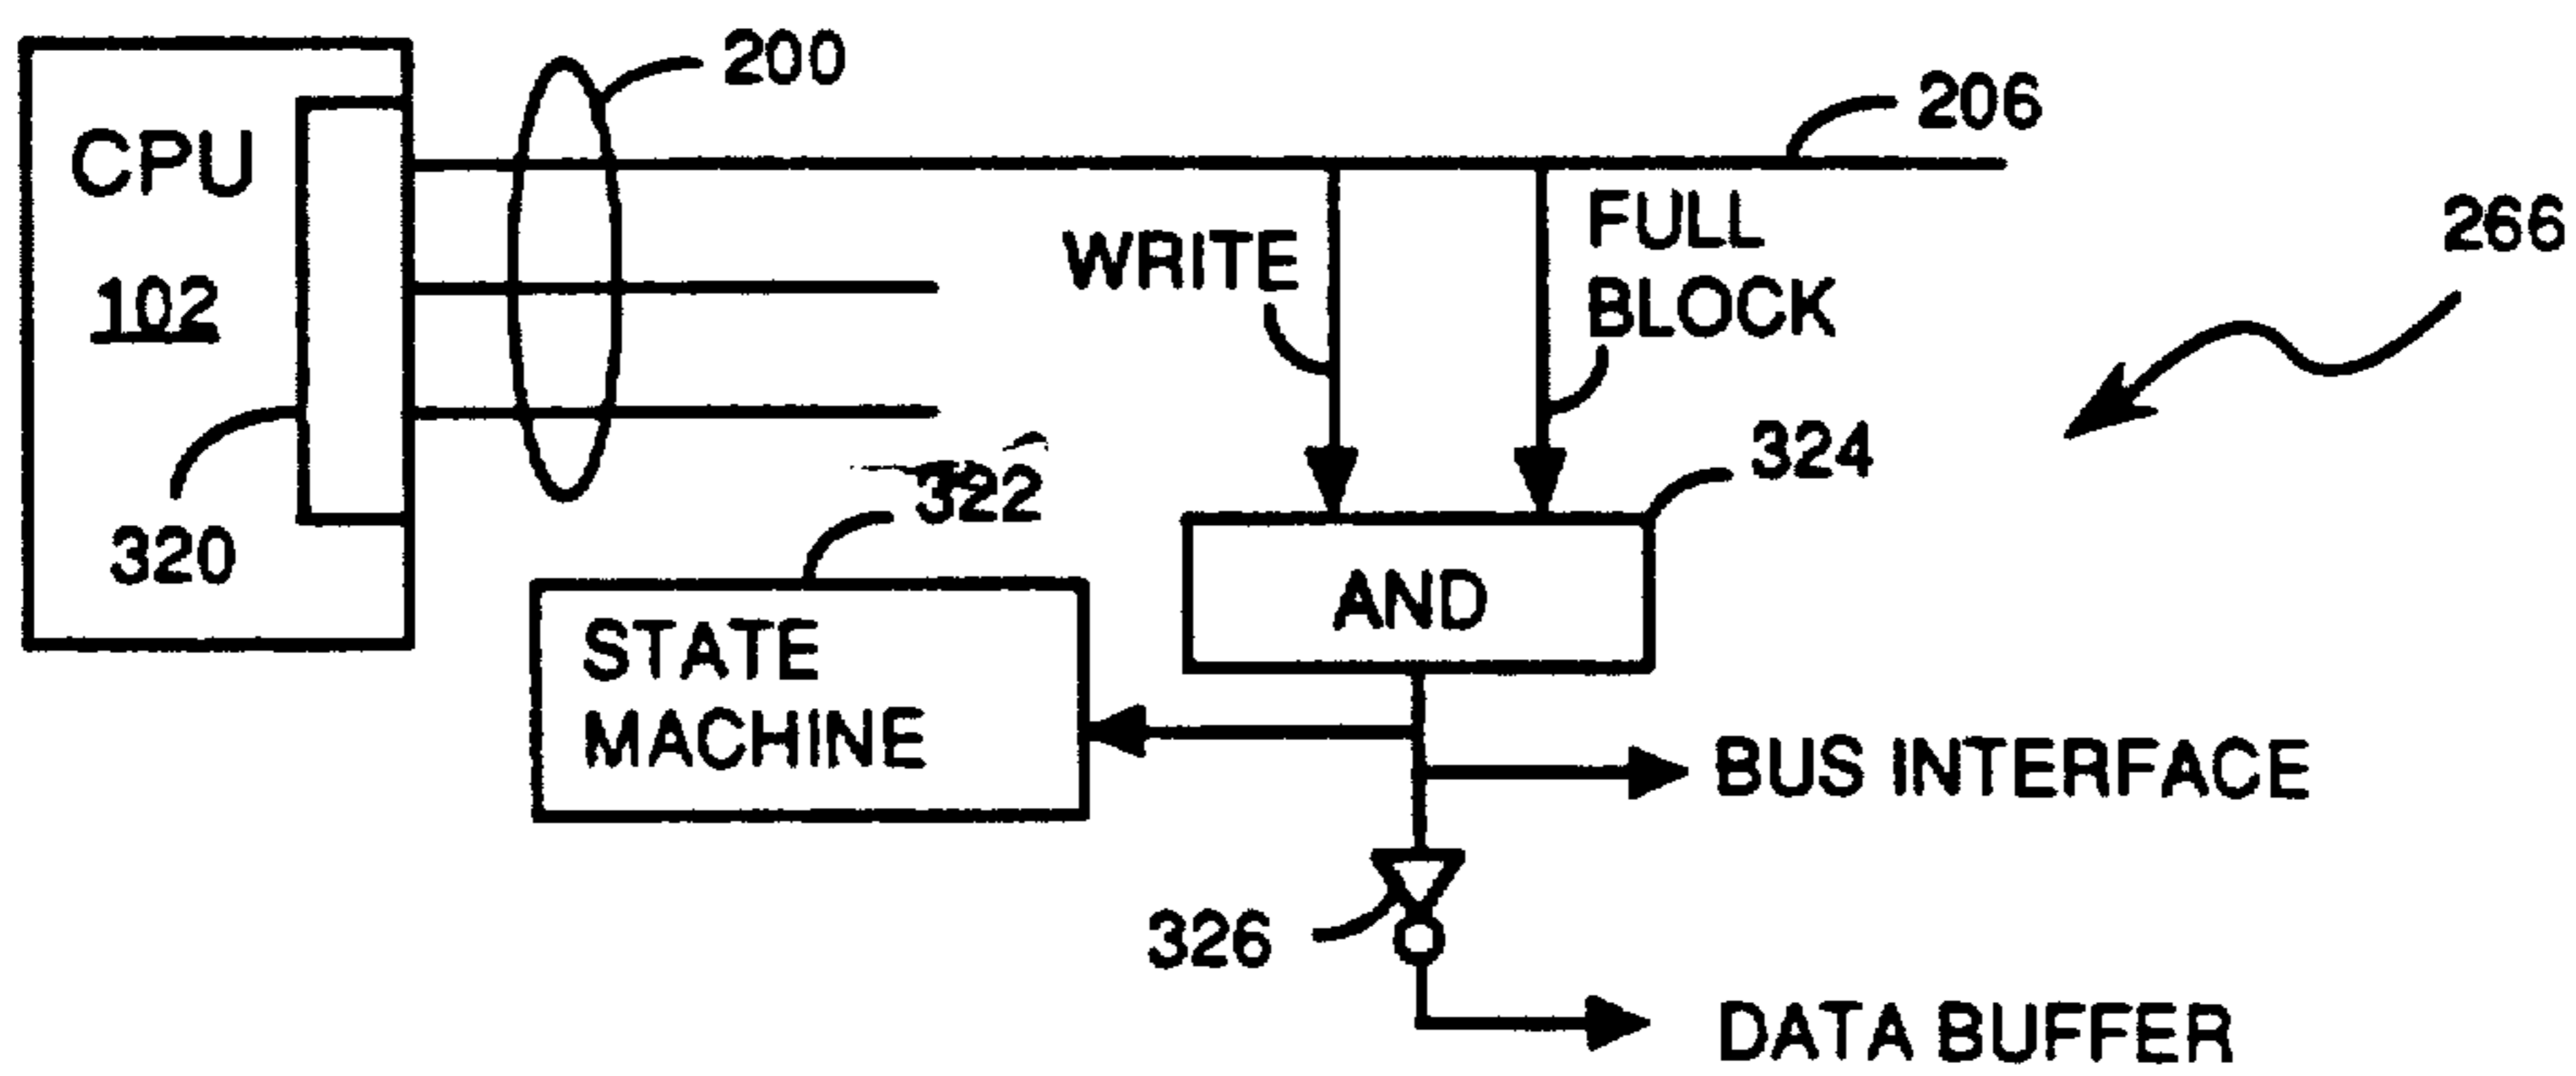 200
206
CPU
102
WRITE
FULL
BLOCK
266
320
322
324
AND
STATE
MACHINE
BUS INTERFACE
326
DATA BUFFER